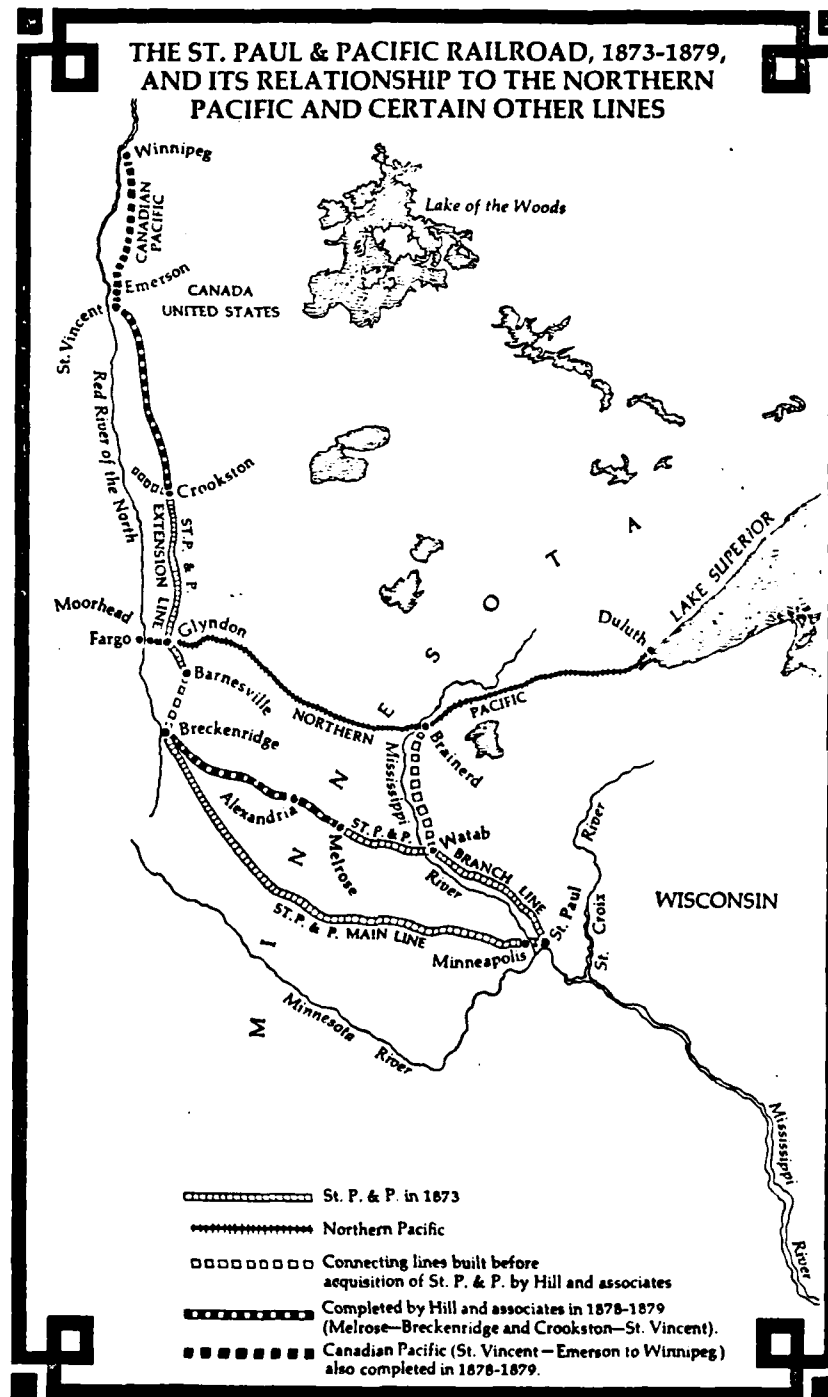 THE ST. PAUL & PACIFIC RAILROAD, 1873-1879,
AND ITS RELATIONSHIP TO THE NORTHERN
PACIFIC AND CERTAIN OTHER LINES
Winnipeg
CANADIAN
PACIFIC
Lake of the Woods
Emerson
CANADA
UNITED STATES
St. Vincent
Red River of the North
Crookston
EXTENSION LINE
ST. P. & P.
MINNESOTA
LAKE SUPERIOR
Duluth
Moorhead
Fargo
Glyndon
Barnesville
NORTHERN
PACIFIC
Breckenridge
Brainerd
Mississippi
River
Alexandria
Melrose
ST. P. & P.
BRANCH LINE
Watab
River
St. Croix
WISCONSIN
ST. P. & P. MAIN LINE
St. Paul
Minneapolis
Minnesota
River
Mississippi
River
St. P. & P. in 1873
Northern Pacific
Connecting lines built before
acquisition of St. P. & P. by Hill and associates
Completed by Hill and associates in 1878-1879
(Melrose—Breckenridge and Crookston—St. Vincent).
Canadian Pacific (St. Vincent—Emerson to Winnipeg)
also completed in 1878-1879.